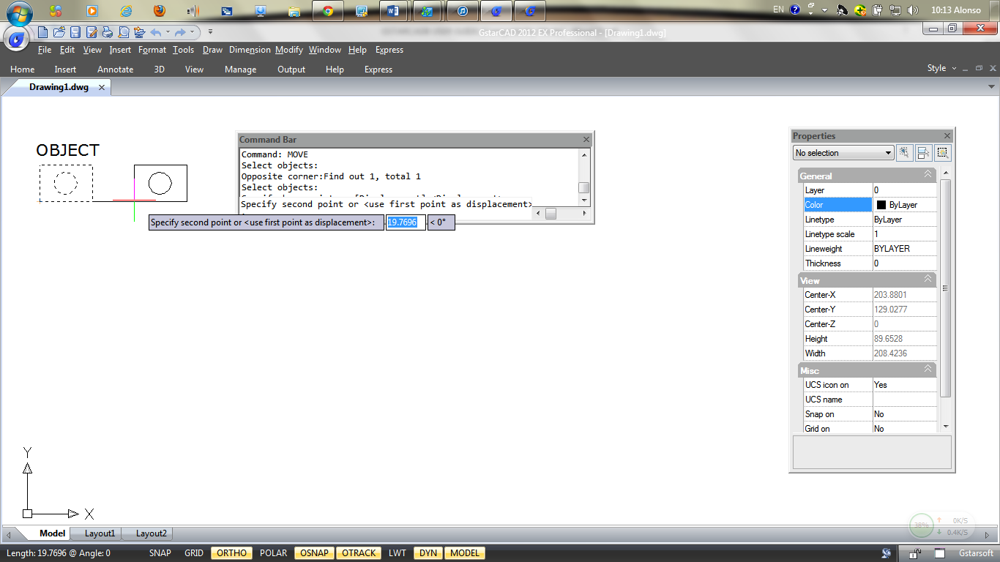 EN
10:13 Alonso
GstarCAD 2012 EX Professional - [Drawing1.dwg]
File Edit View Insert Format Tools Draw Dimension Modify Window Help Express
Home Insert Annotate 3D View Manage Output Help Express
Style
Drawing1.dwg
OBJECT
Command Bar
Command: MOVE
Select objects:
Opposite corner:Find out 1, total 1
Select objects:
Specify second point or <use first point as displacement>
Specify second point or <use first point as displacement>: 19.7696 < 0°
Properties
No selection
General
Layer 0
Color ByLayer
Linetype ByLayer
Linetype scale 1
Lineweight BYLAYER
Thickness 0
View
Center-X 203.8801
Center-Y 129.0277
Center-Z 0
Height 89.6528
Width 208.4236
Misc
UCS icon on Yes
UCS name
Snap on No
Grid on No
Y
X
38%
0K/S
0.4K/S
Model Layout1 Layout2
Length: 19.7696 @ Angle: 0 SNAP GRID ORTHO POLAR OSNAP OTRACK LWT DYN MODEL
Gstarsoft